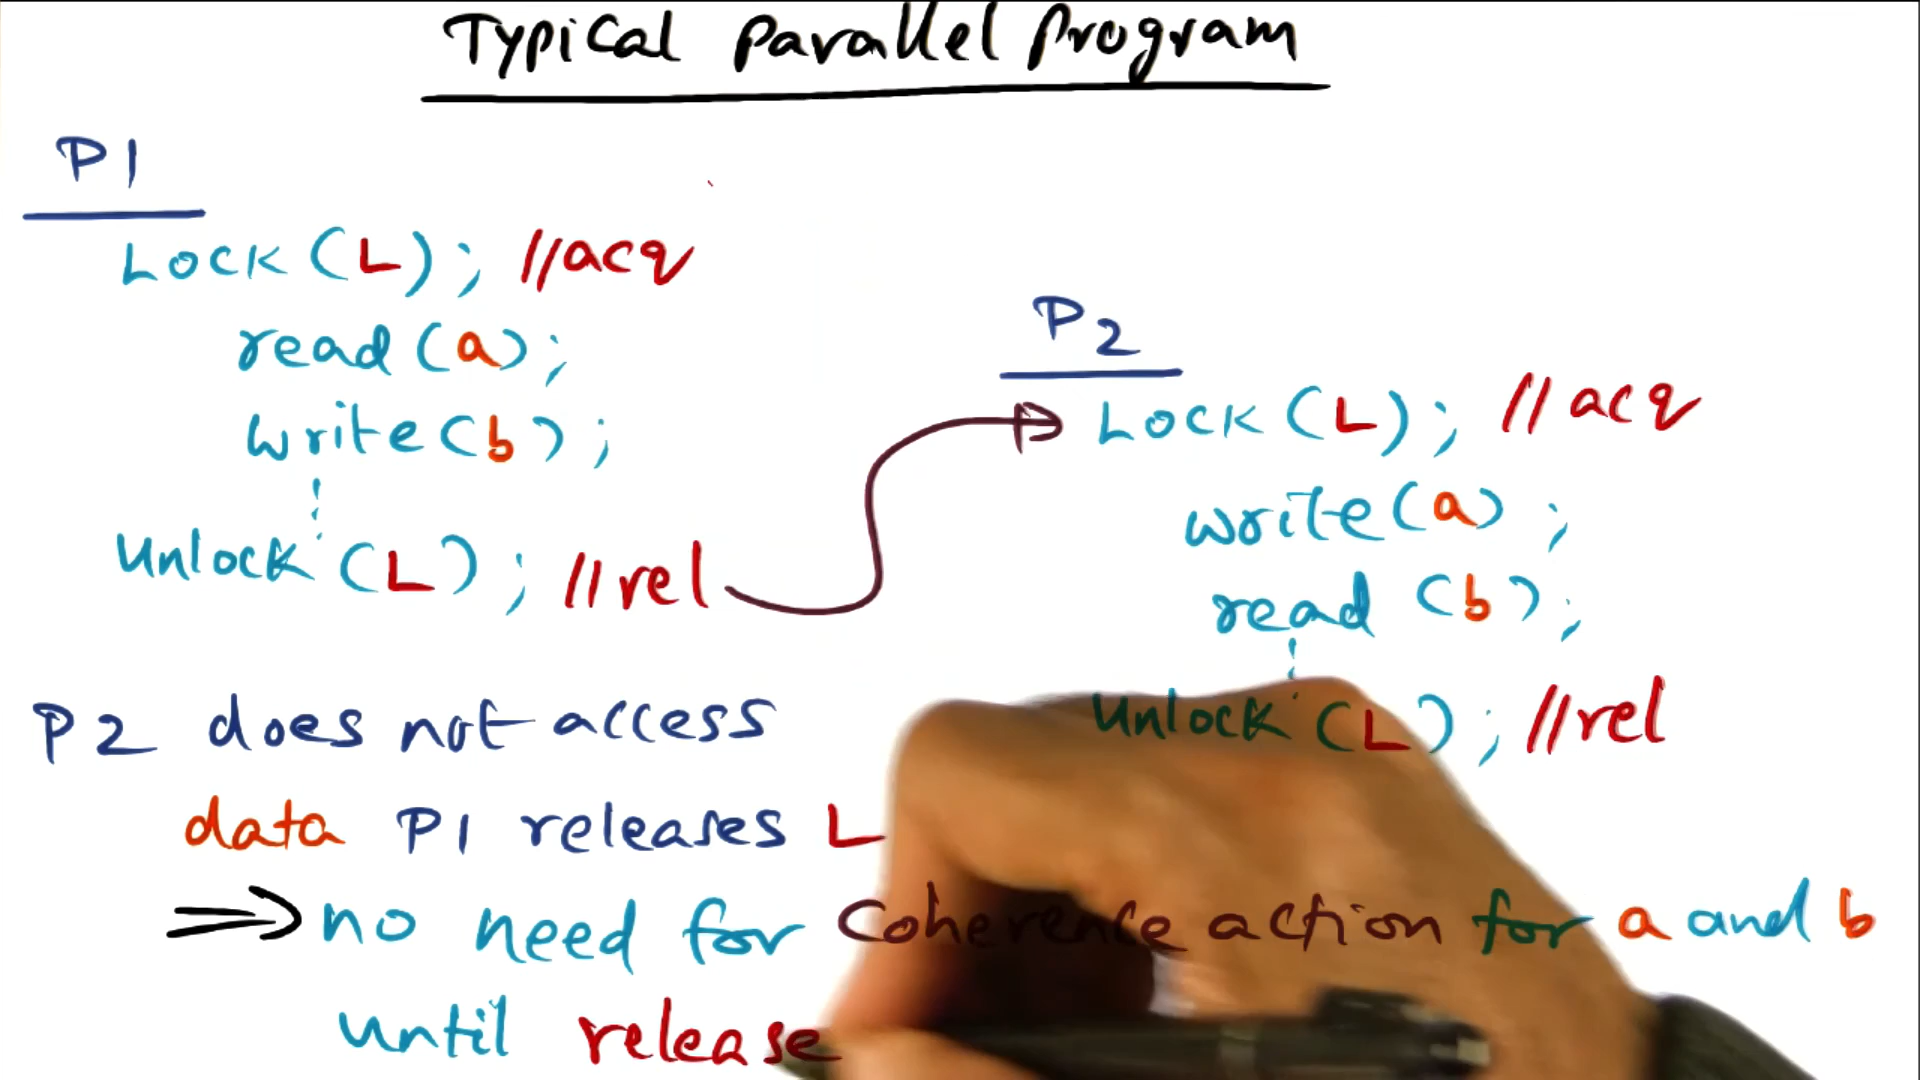 Typical parallel program
P1
Lock (L); //acq
read (a);
write (b);
unlock (L); //rel
P2
Lock (L); //acq
write (a);
read (b);
unlock (L); //rel
P2 does not access
data P1 releases L
=> no need for coherence action for a and b
until release